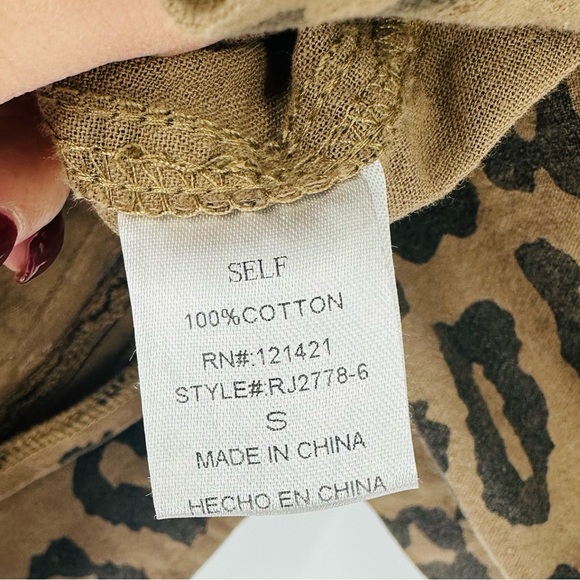 SELF
100%COTTON
RN#:121421
STYLE#:RJ2778-6
S
MADE IN CHINA
HECHO EN CHINA